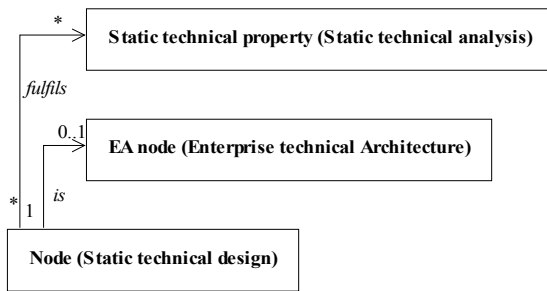 *
Static technical property (Static technical analysis)
fulfils
0..1
EA node (Enterprise technical Architecture)
is
* 1
Node (Static technical design)